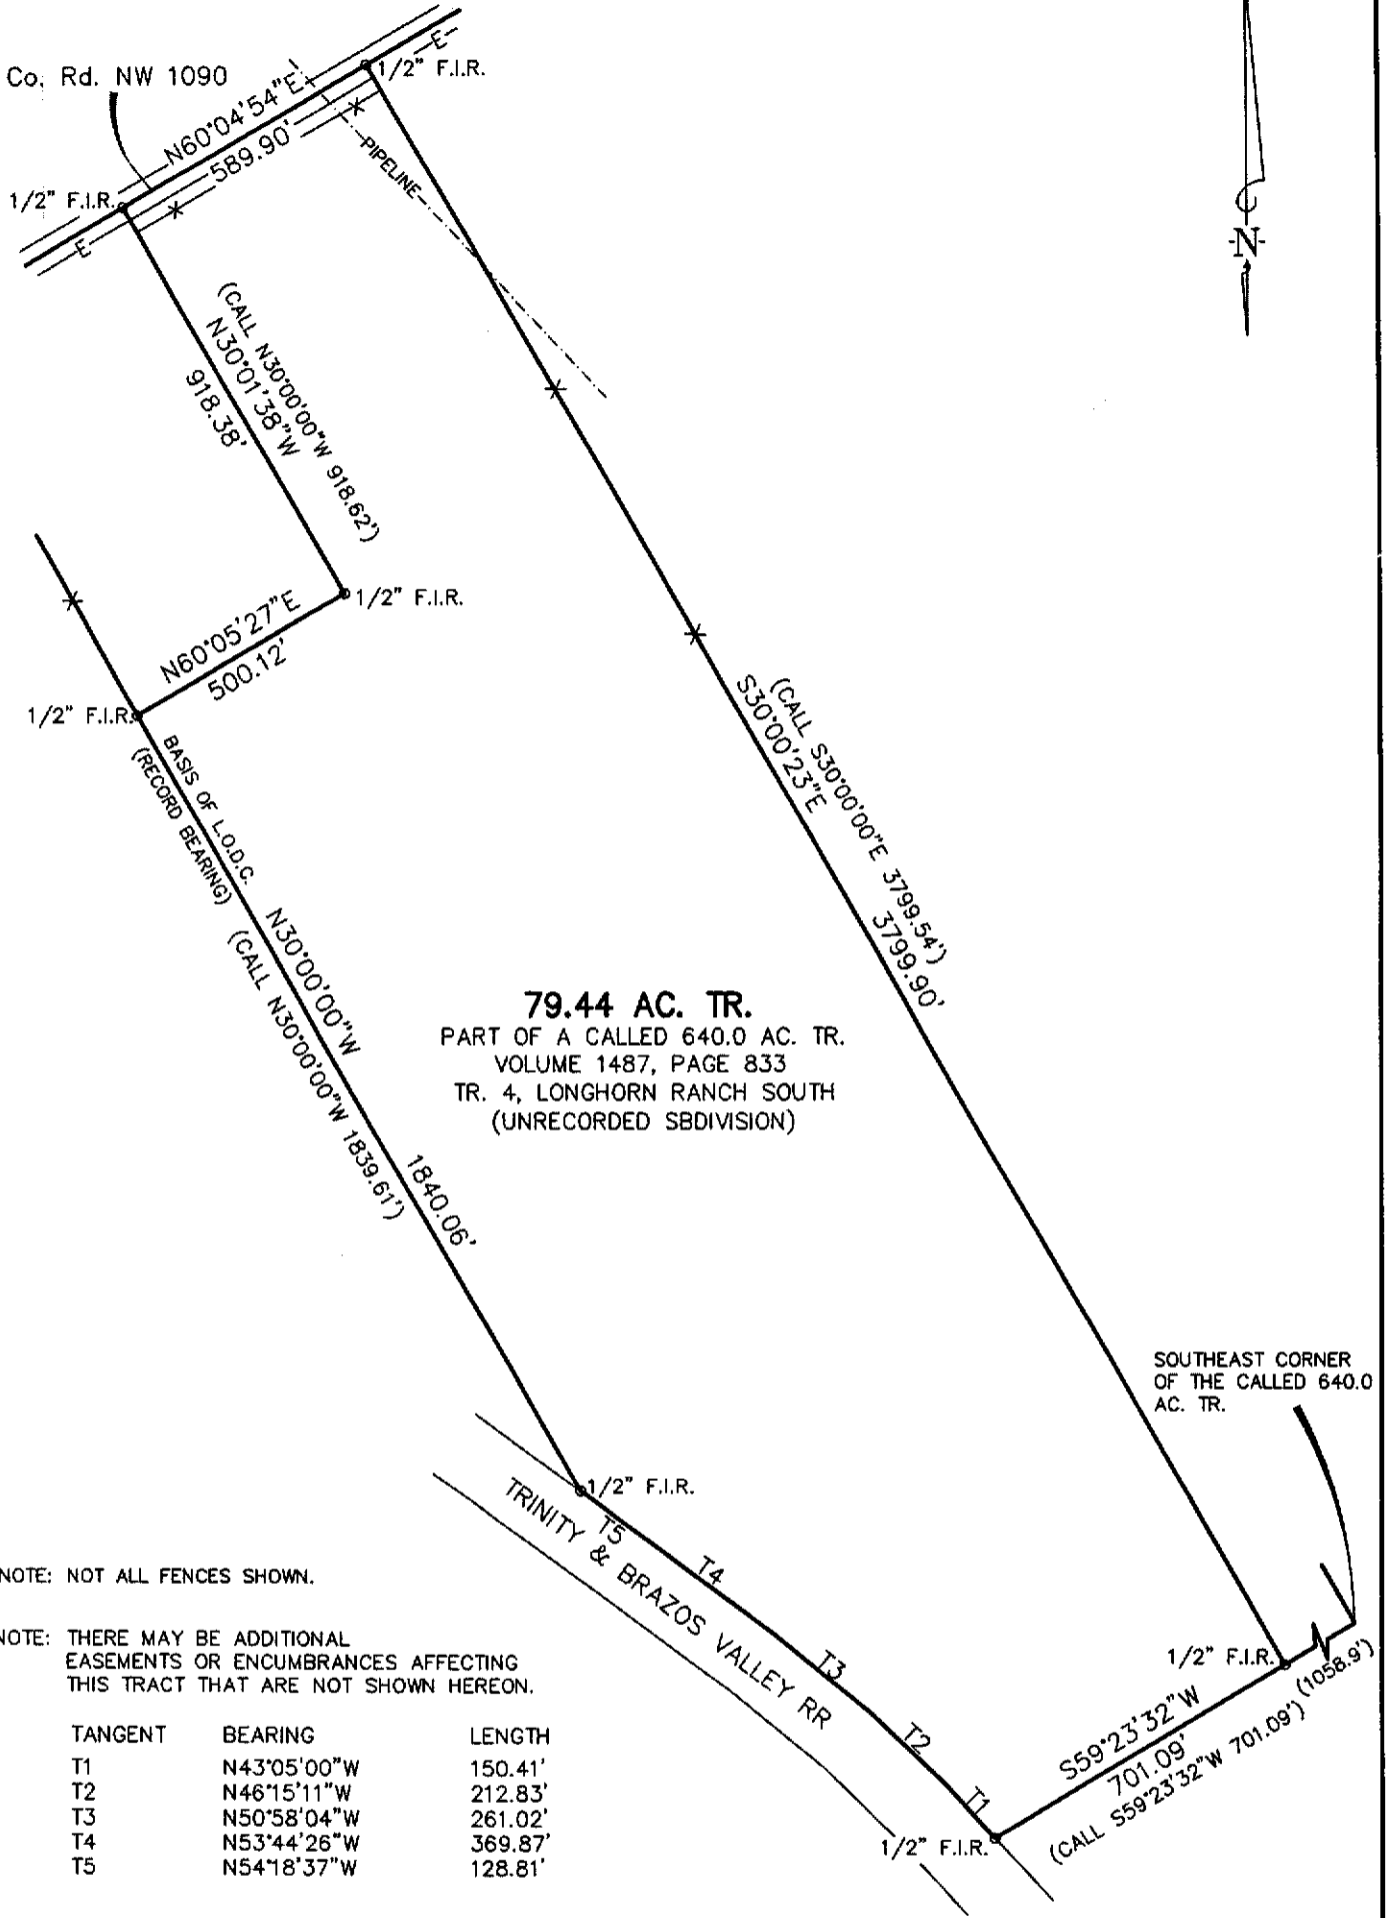 Co. Rd. NW 1090
E
1/2" F.I.R.
N60°04'54"E
589.90'
1/2" F.I.R.
E
PIPELINE
N
(CALL N30°00'00"W 918.62')
N30°01'38"W
918.38'
1/2" F.I.R.
N60°05'27"E
500.12'
1/2" F.I.R.
BASIS OF L.O.D.C.
(RECORD BEARING)
N30°00'00"W
1840.06'
(CALL N30°00'00"W 1839.61')
(CALL S30°00'00"E 3799.54')
S30°00'23"E
3799.90'
79.44 AC. TR.
PART OF A CALLED 640.0 AC. TR.
VOLUME 1487, PAGE 833
TR. 4, LONGHORN RANCH SOUTH
(UNRECORDED SBDIVISION)
SOUTHEAST CORNER
OF THE CALLED 640.0
AC. TR.
1/2" F.I.R.
T5
T4
T3
T2
T1
TRINITY & BRAZOS VALLEY RR
1/2" F.I.R.
S59°23'32"W
701.09'
(CALL S59°23'32"W 701.09')
(1058.9')
1/2" F.I.R.
NOTE: NOT ALL FENCES SHOWN.
NOTE: THERE MAY BE ADDITIONAL
EASEMENTS OR ENCUMBRANCES AFFECTING
THIS TRACT THAT ARE NOT SHOWN HEREON.
TANGENT BEARING LENGTH
T1 N43°05'00"W 150.41'
T2 N46°15'11"W 212.83'
T3 N50°58'04"W 261.02'
T4 N53°44'26"W 369.87'
T5 N54°18'37"W 128.81'